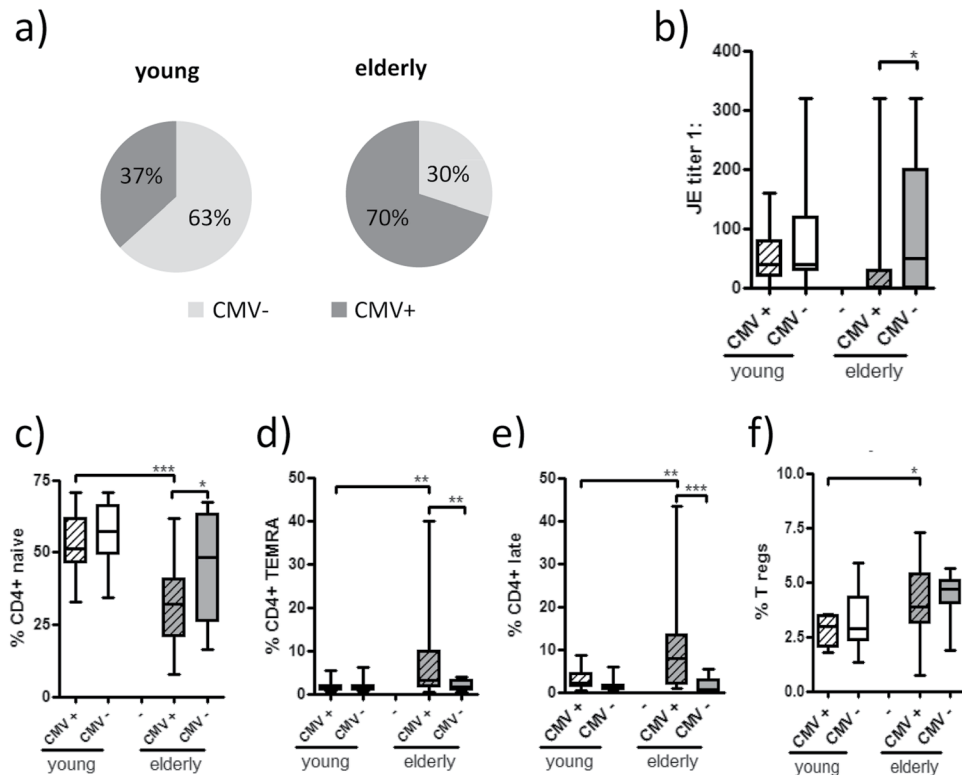 a)
young
elderly
37%
63%
30%
70%
CMV-
CMV+
b)
JE titer 1:
400
300
200
100
0
*
CMV + CMV - - CMV + CMV -
young elderly
c)
% CD4+ naive
75
50
25
0
***
*
CMV + CMV - - CMV + CMV -
young elderly
d)
% CD4+ TEMRA
50
40
30
20
10
0
**
**
CMV + CMV - - CMV + CMV -
young elderly
e)
% CD4+ late
50
40
30
20
10
0
**
***
CMV + CMV - - CMV + CMV -
young elderly
f)
-
% T regs
10.0
7.5
5.0
2.5
0.0
*
CMV + CMV - - CMV + CMV -
young elderly